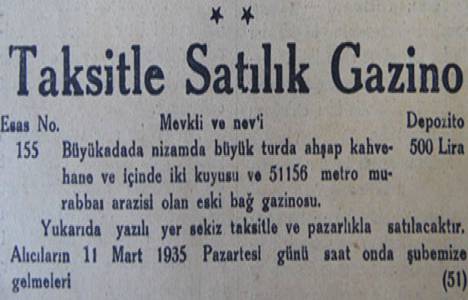 Taksitle Satılık Gazino
Esas No. Mevkii ve nev'i Depozito
155 Büyükadada nizamda büyük turda ahşap kahve- 500 Lira
hane ve içinde iki kuyusu ve 51156 metro mu-
rabbaı arazisi olan eski bağ gazinosu.
Yukarıda yazılı yer sekiz taksitle ve pazarlıkla satılacaktır.
Alıcıların 11 Mart 1935 Pazartesi günü saat onda şubemize
gelmeleri (51)